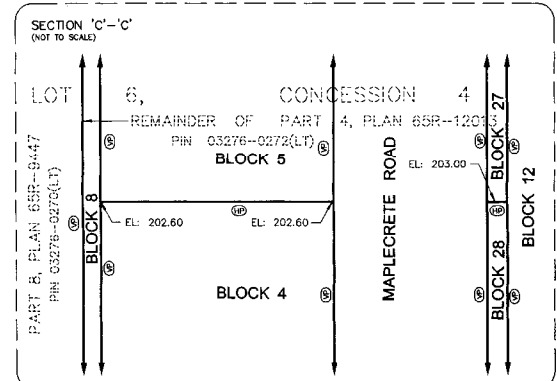 SECTION 'C'-'C'
(NOT TO SCALE)
LOT 6, CONCESSION 4
REMAINDER OF PART 4, PLAN 65R-12013
PIN 03276-0272(LT)
BLOCK 5
PART 8, PLAN 65R-9447
PIN 03276-0270(LT)
BLOCK 8
VP
VP
VP
VP
VP
EL: 202.60
HP
EL: 202.60
BLOCK 4
MAPLECRETE ROAD
EL: 203.00
VP
VP
HP
VP
VP
BLOCK 27
BLOCK 28
BLOCK 12